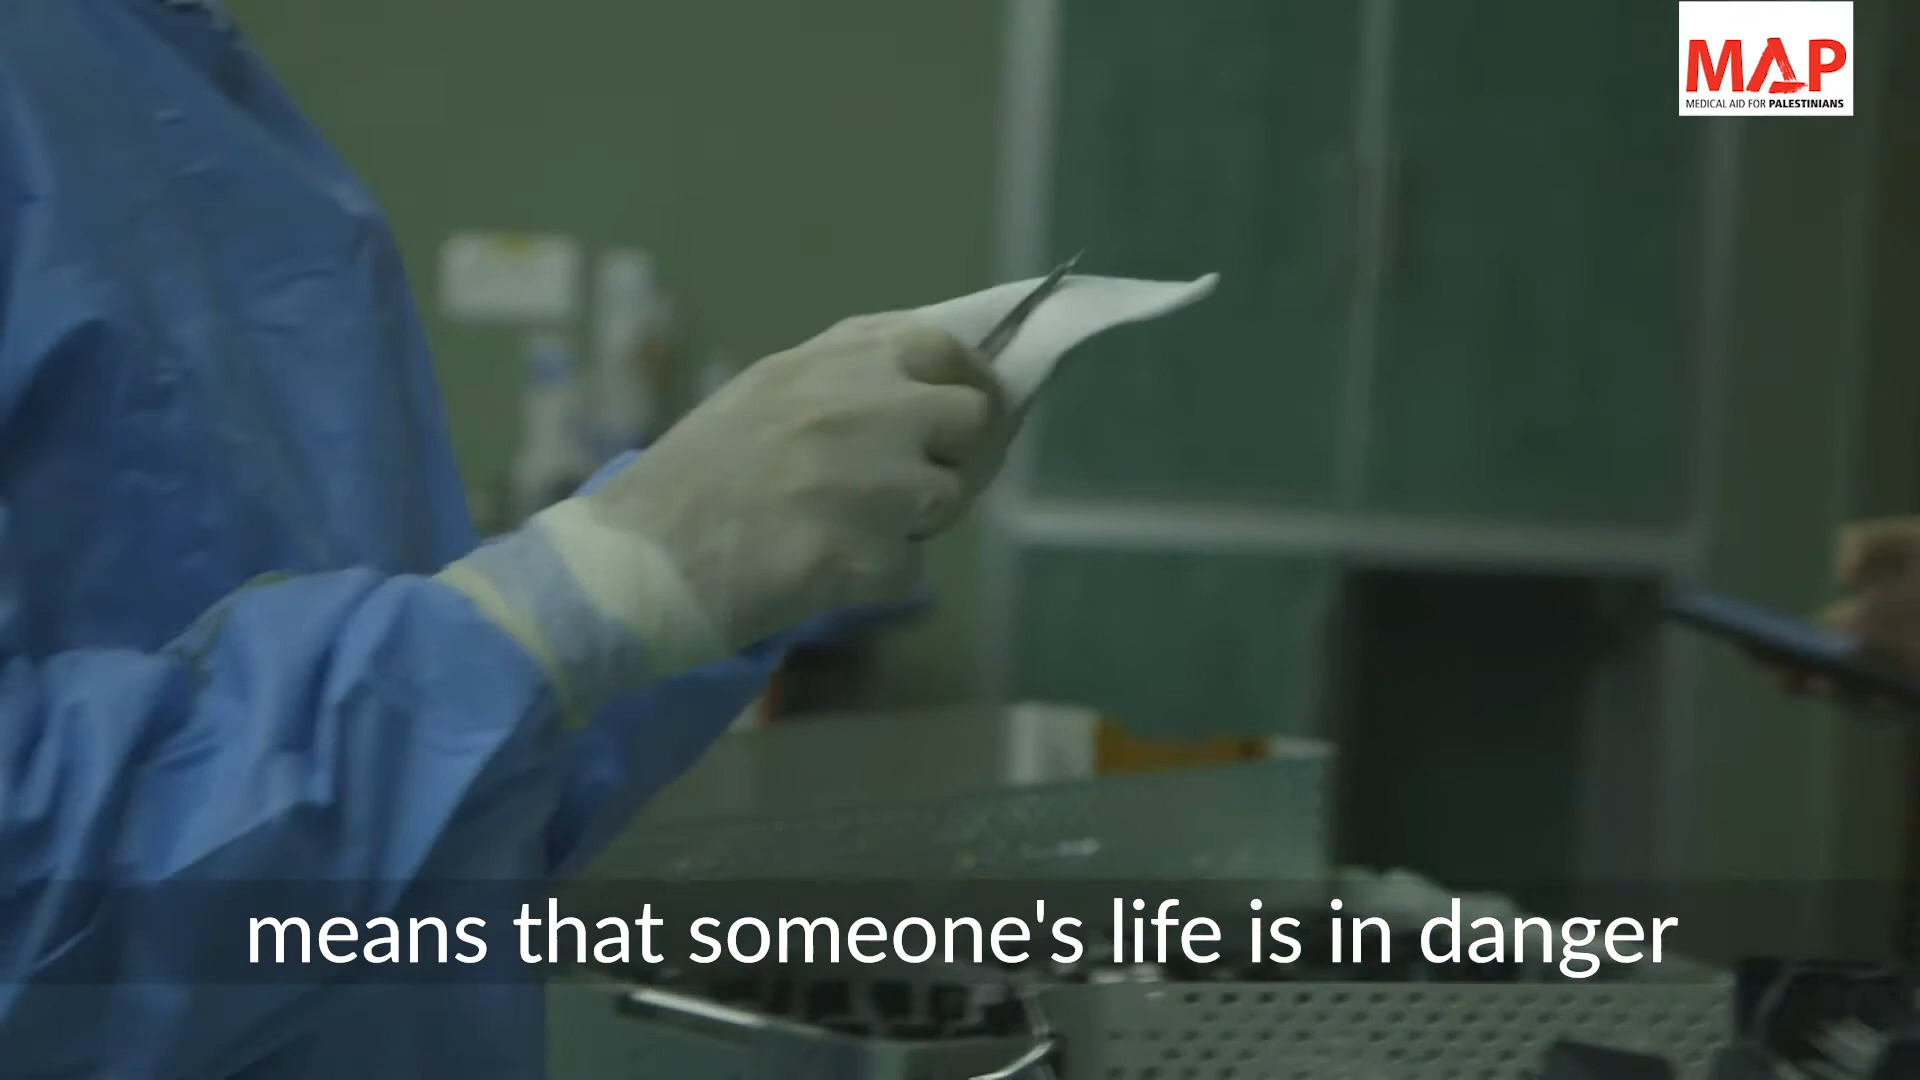 MAP
MEDICAL AID FOR PALESTINIANS
means that someone's life is in danger